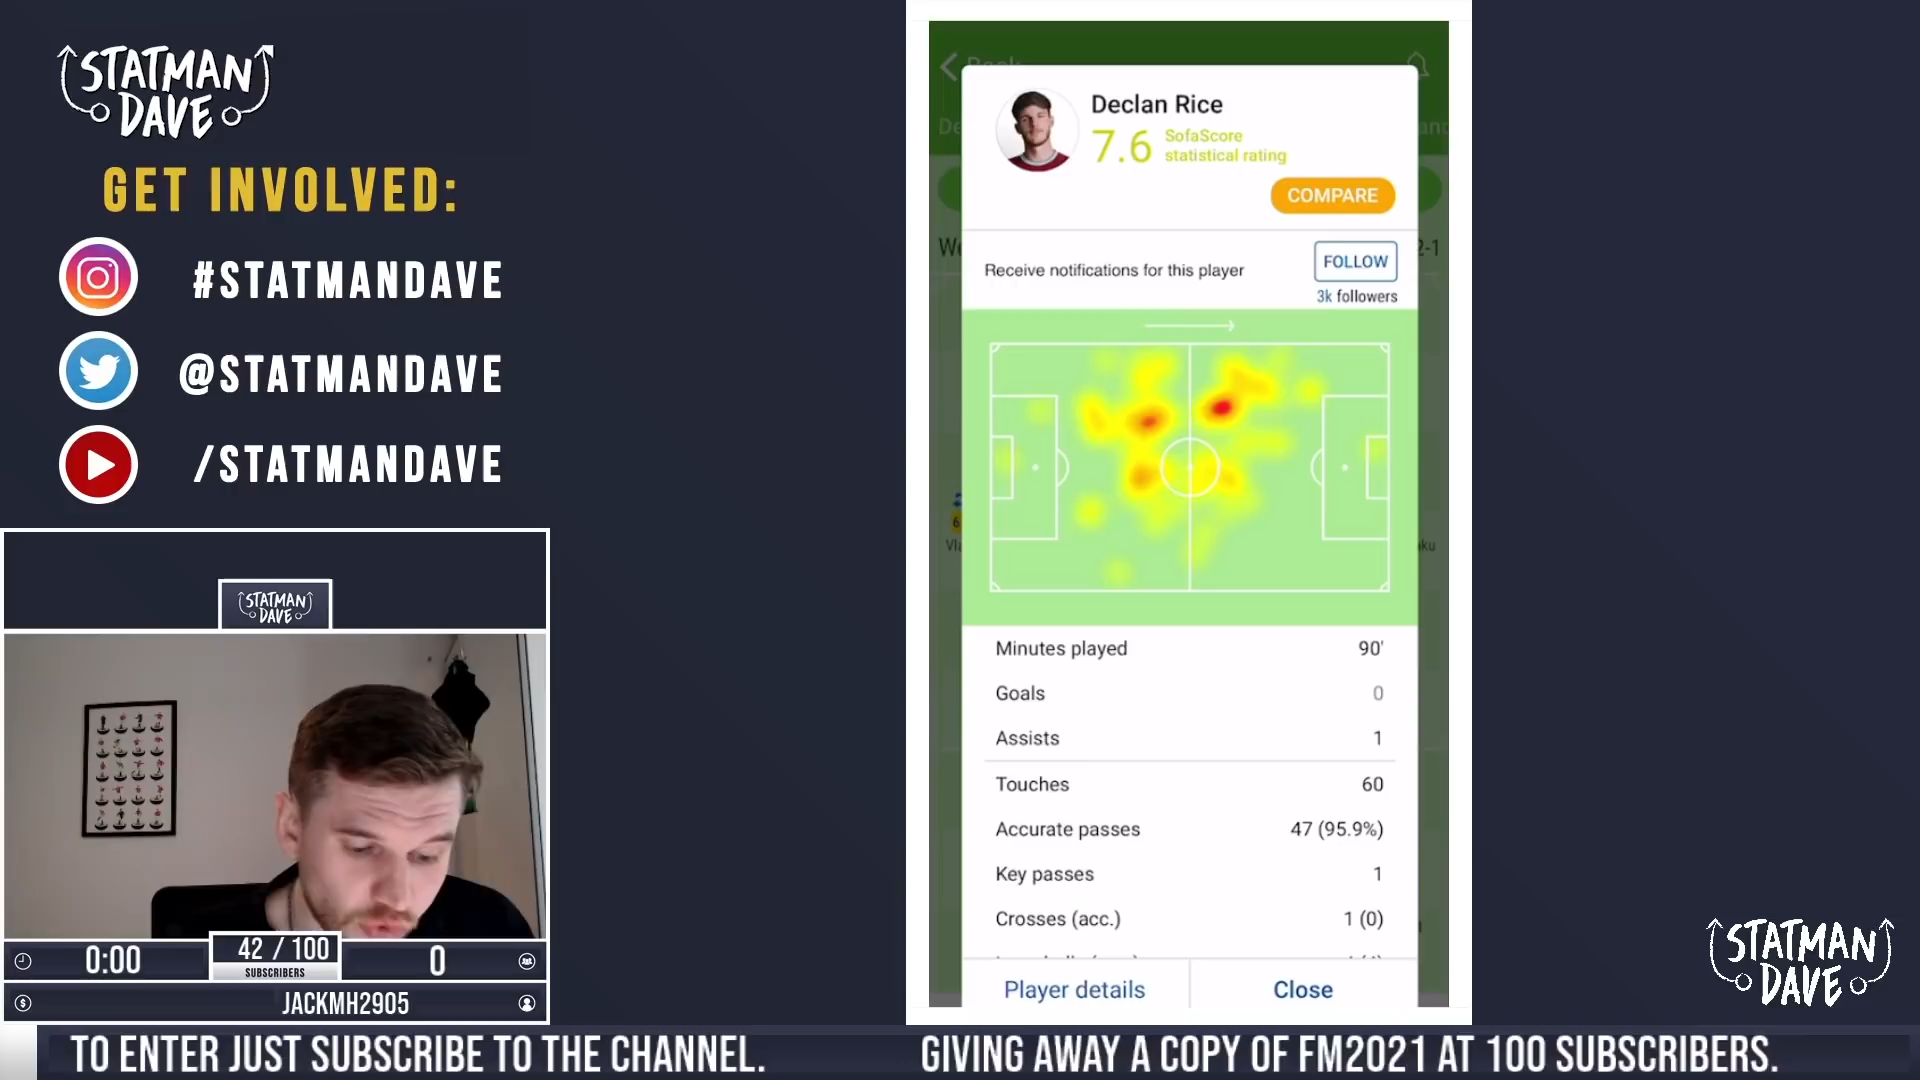 STATMAN
DAVE
GET INVOLVED:
#STATMANDAVE
@STATMANDAVE
/STATMANDAVE
STATMAN
DAVE
0:00
42 / 100
SUBSCRIBERS
0
JACKMH2905
Back
Declan Rice
7.6
SofaScore
statistical rating
COMPARE
2-1
Receive notifications for this player
FOLLOW
3k followers
Minutes played 90'
Goals 0
Assists 1
Touches 60
Accurate passes 47 (95.9%)
Key passes 1
Crosses (acc.) 1 (0)
Player details
Close
STATMAN
DAVE
TO ENTER JUST SUBSCRIBE TO THE CHANNEL.
GIVING AWAY A COPY OF FM2021 AT 100 SUBSCRIBERS.